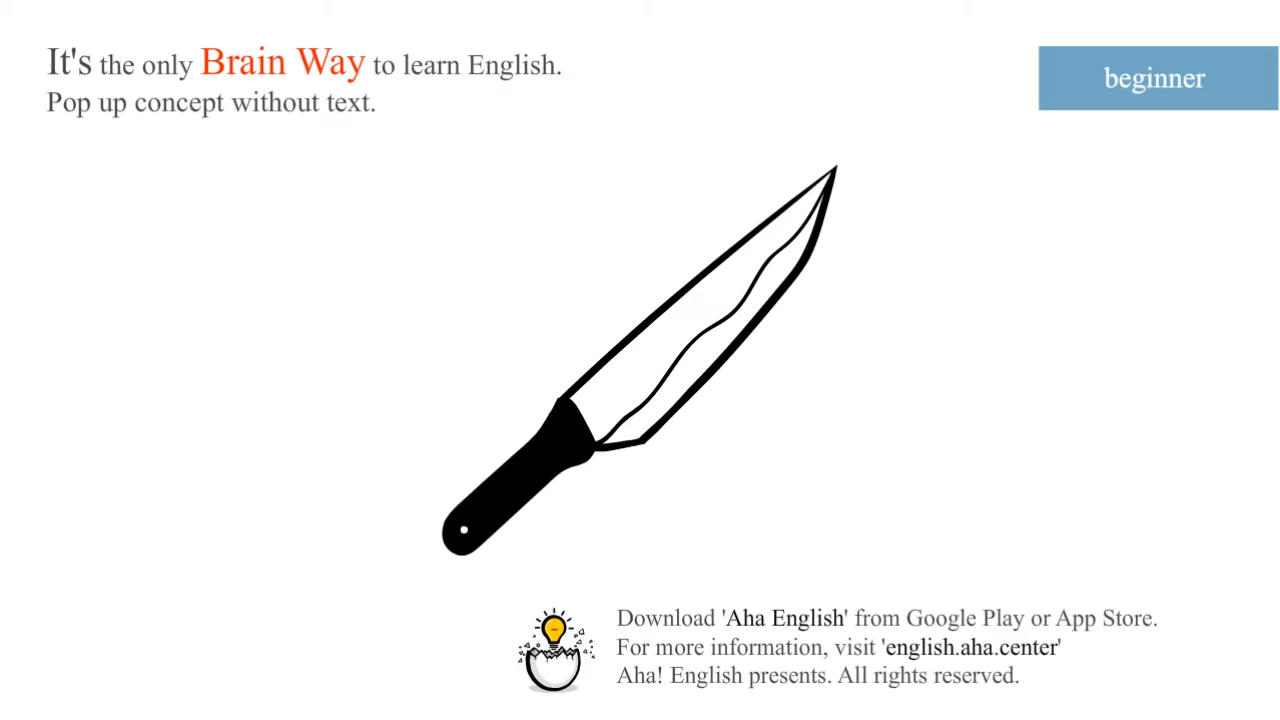 It's the only Brain Way to learn English.
Pop up concept without text.
beginner
Download 'Aha English' from Google Play or App Store.
For more information, visit 'english.aha.center'
Aha! English presents. All rights reserved.